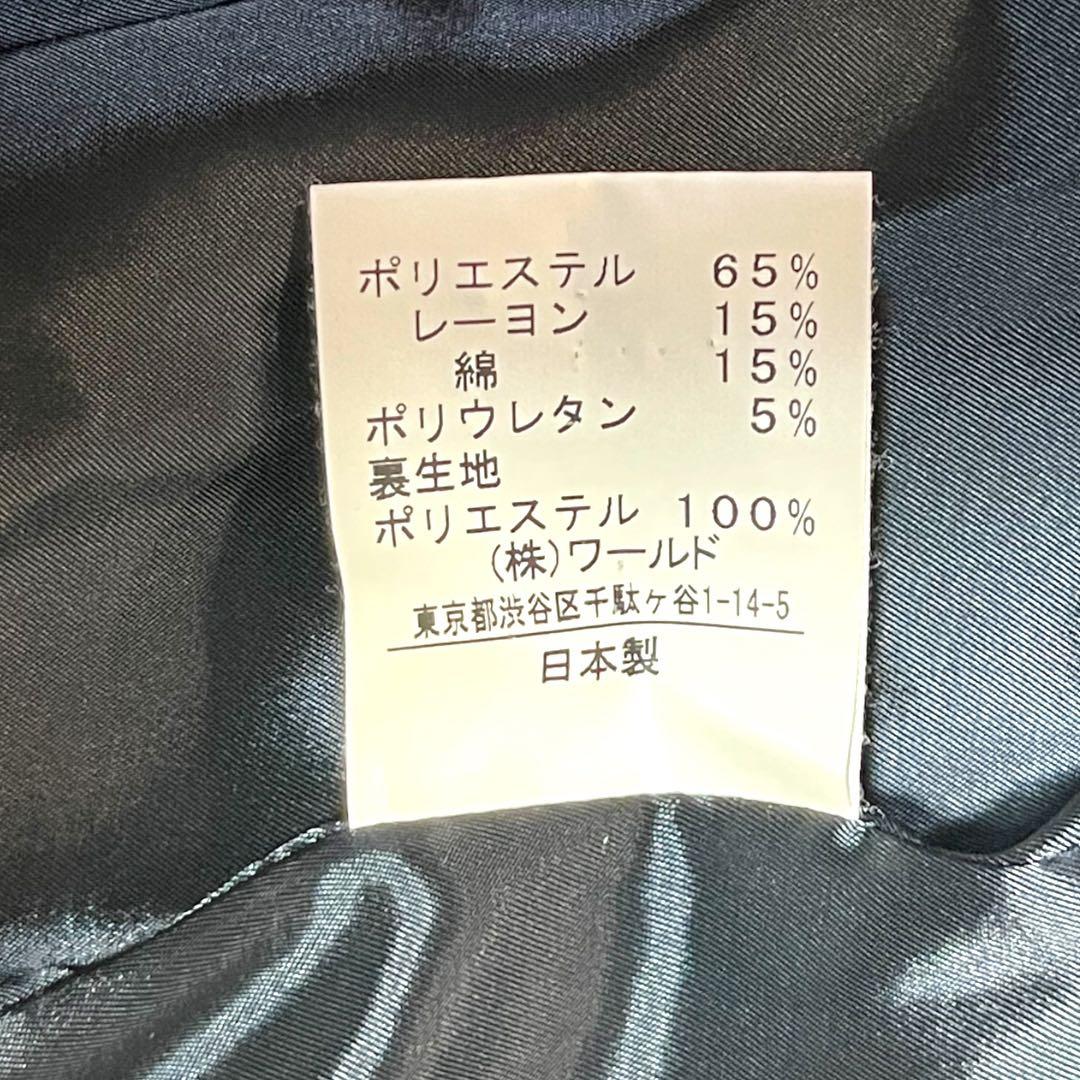 ポリエステル 65%
レーヨン 15%
綿 15%
ポリウレタン 5%
裏生地
ポリエステル 100%
(株)ワールド
東京都渋谷区千駄ケ谷1-14-5
日本製